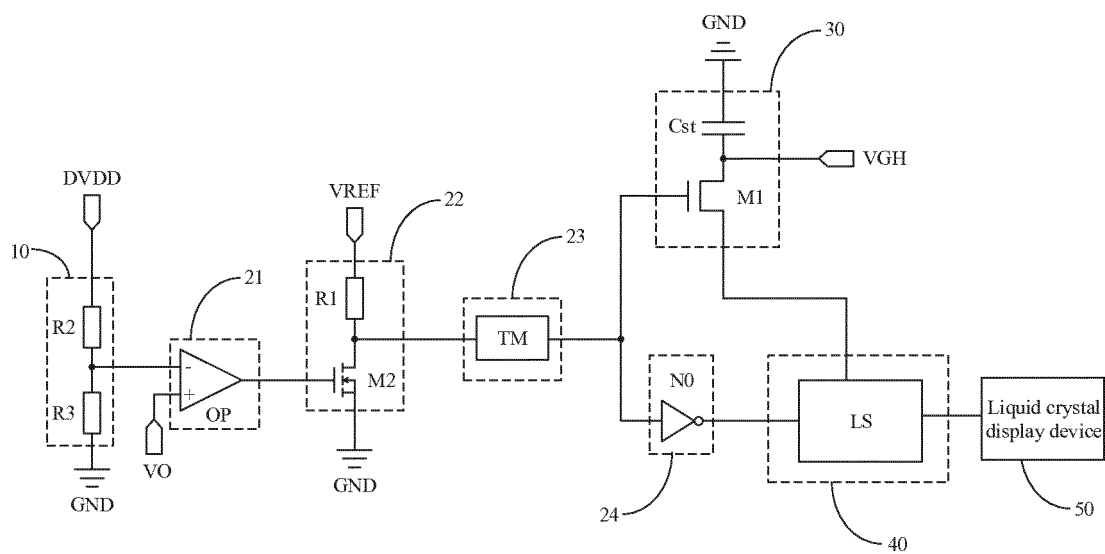 GND
30
Cst
VGH
M1
DVDD
VREF
22
10
21
23
R2
R1
TM
-
+
OP
M2
R3
N0
LS
Liquid crystal
display device
VO
GND
GND
24
40
50